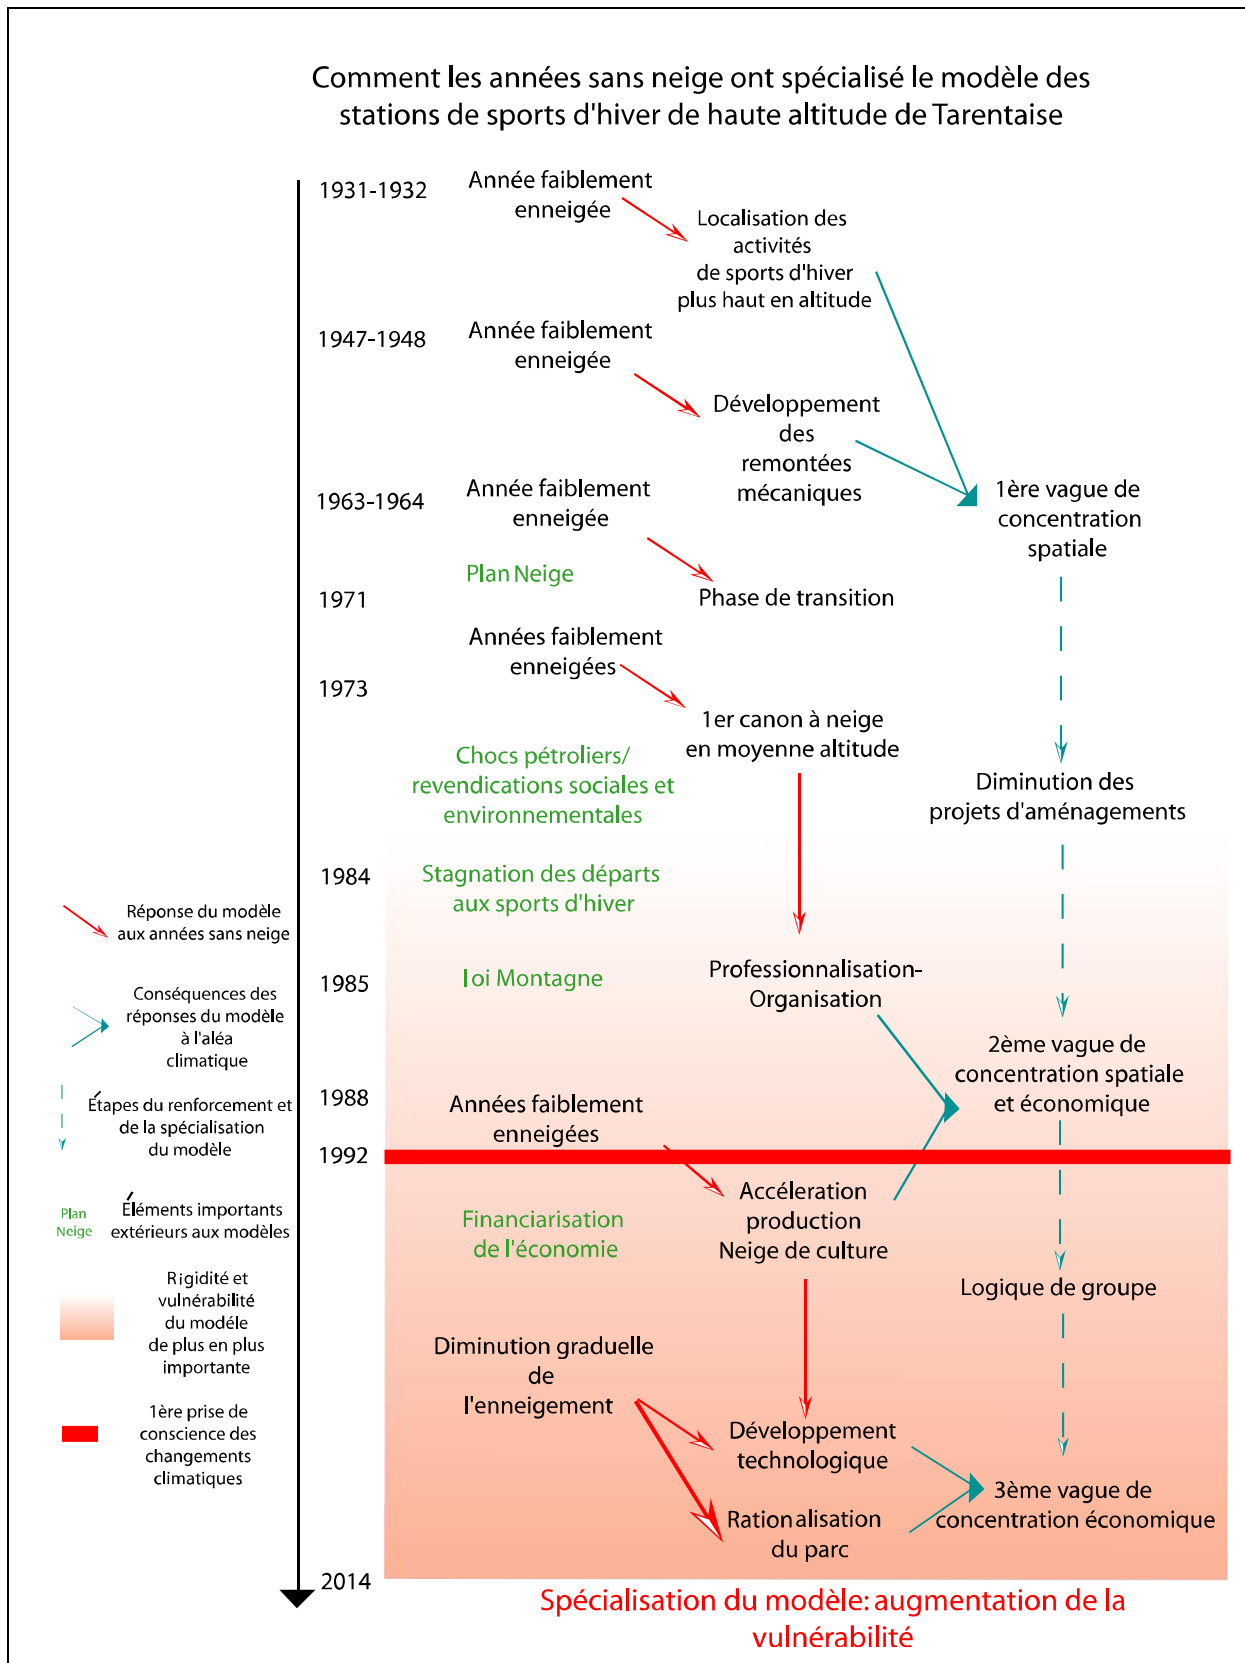 Comment les années sans neige ont spécialisé le modèle des
stations de sports d'hiver de haute altitude de Tarentaise
1931-1932
Année faiblement
enneigée
Localisation des
activités
de sports d'hiver
plus haut en altitude
1947-1948
Année faiblement
enneigée
Développement
des
remontées
mécaniques
1963-1964
Année faiblement
enneigée
1ère vague de
concentration
spatiale
Plan Neige
1971
Phase de transition
Années faiblement
enneigées
1973
1er canon à neige
en moyenne altitude
Chocs pétroliers/
revendications sociales et
environnementales
Diminution des
projets d'aménagements
1984
Stagnation des départs
aux sports d'hiver
1985
loi Montagne
Professionnalisation-
Organisation
2ème vague de
concentration spatiale
et économique
1988
Années faiblement
enneigées
1992
Accéleration
production
Neige de culture
Financiarisation
de l'économie
Logique de groupe
Diminution graduelle
de
l'enneigement
Développement
technologique
Ration alisation
du parc
3ème vague de
concentration économique
2014
Spécialisation du modèle: augmentation de la
vulnérabilité
Réponse du modèle
aux années sans neige
Conséquences des
réponses du modèle
à l'aléa
climatique
Étapes du renforcement et
de la spécialisation
du modèle
Plan
Neige
Éléments importants
extérieurs aux modèles
Rigidité et
vulnérabilité
du modéle
de plus en plus
importante
1ère prise de
conscience des
changements
climatiques